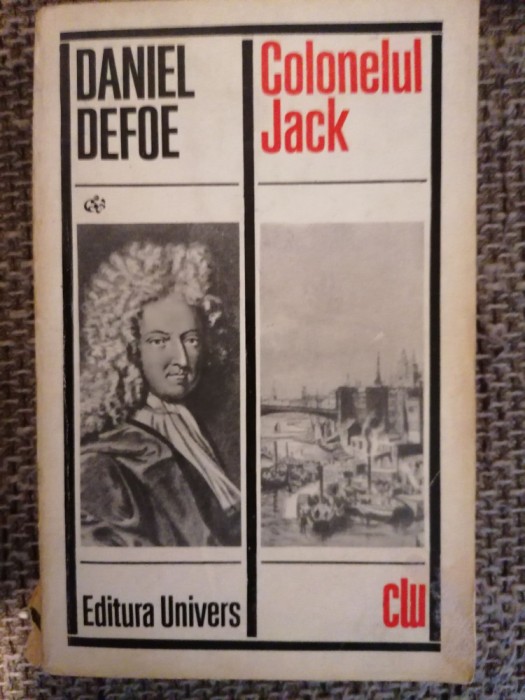 DANIEL
DEFOE
Colonelul
Jack
Editura Univers
clu